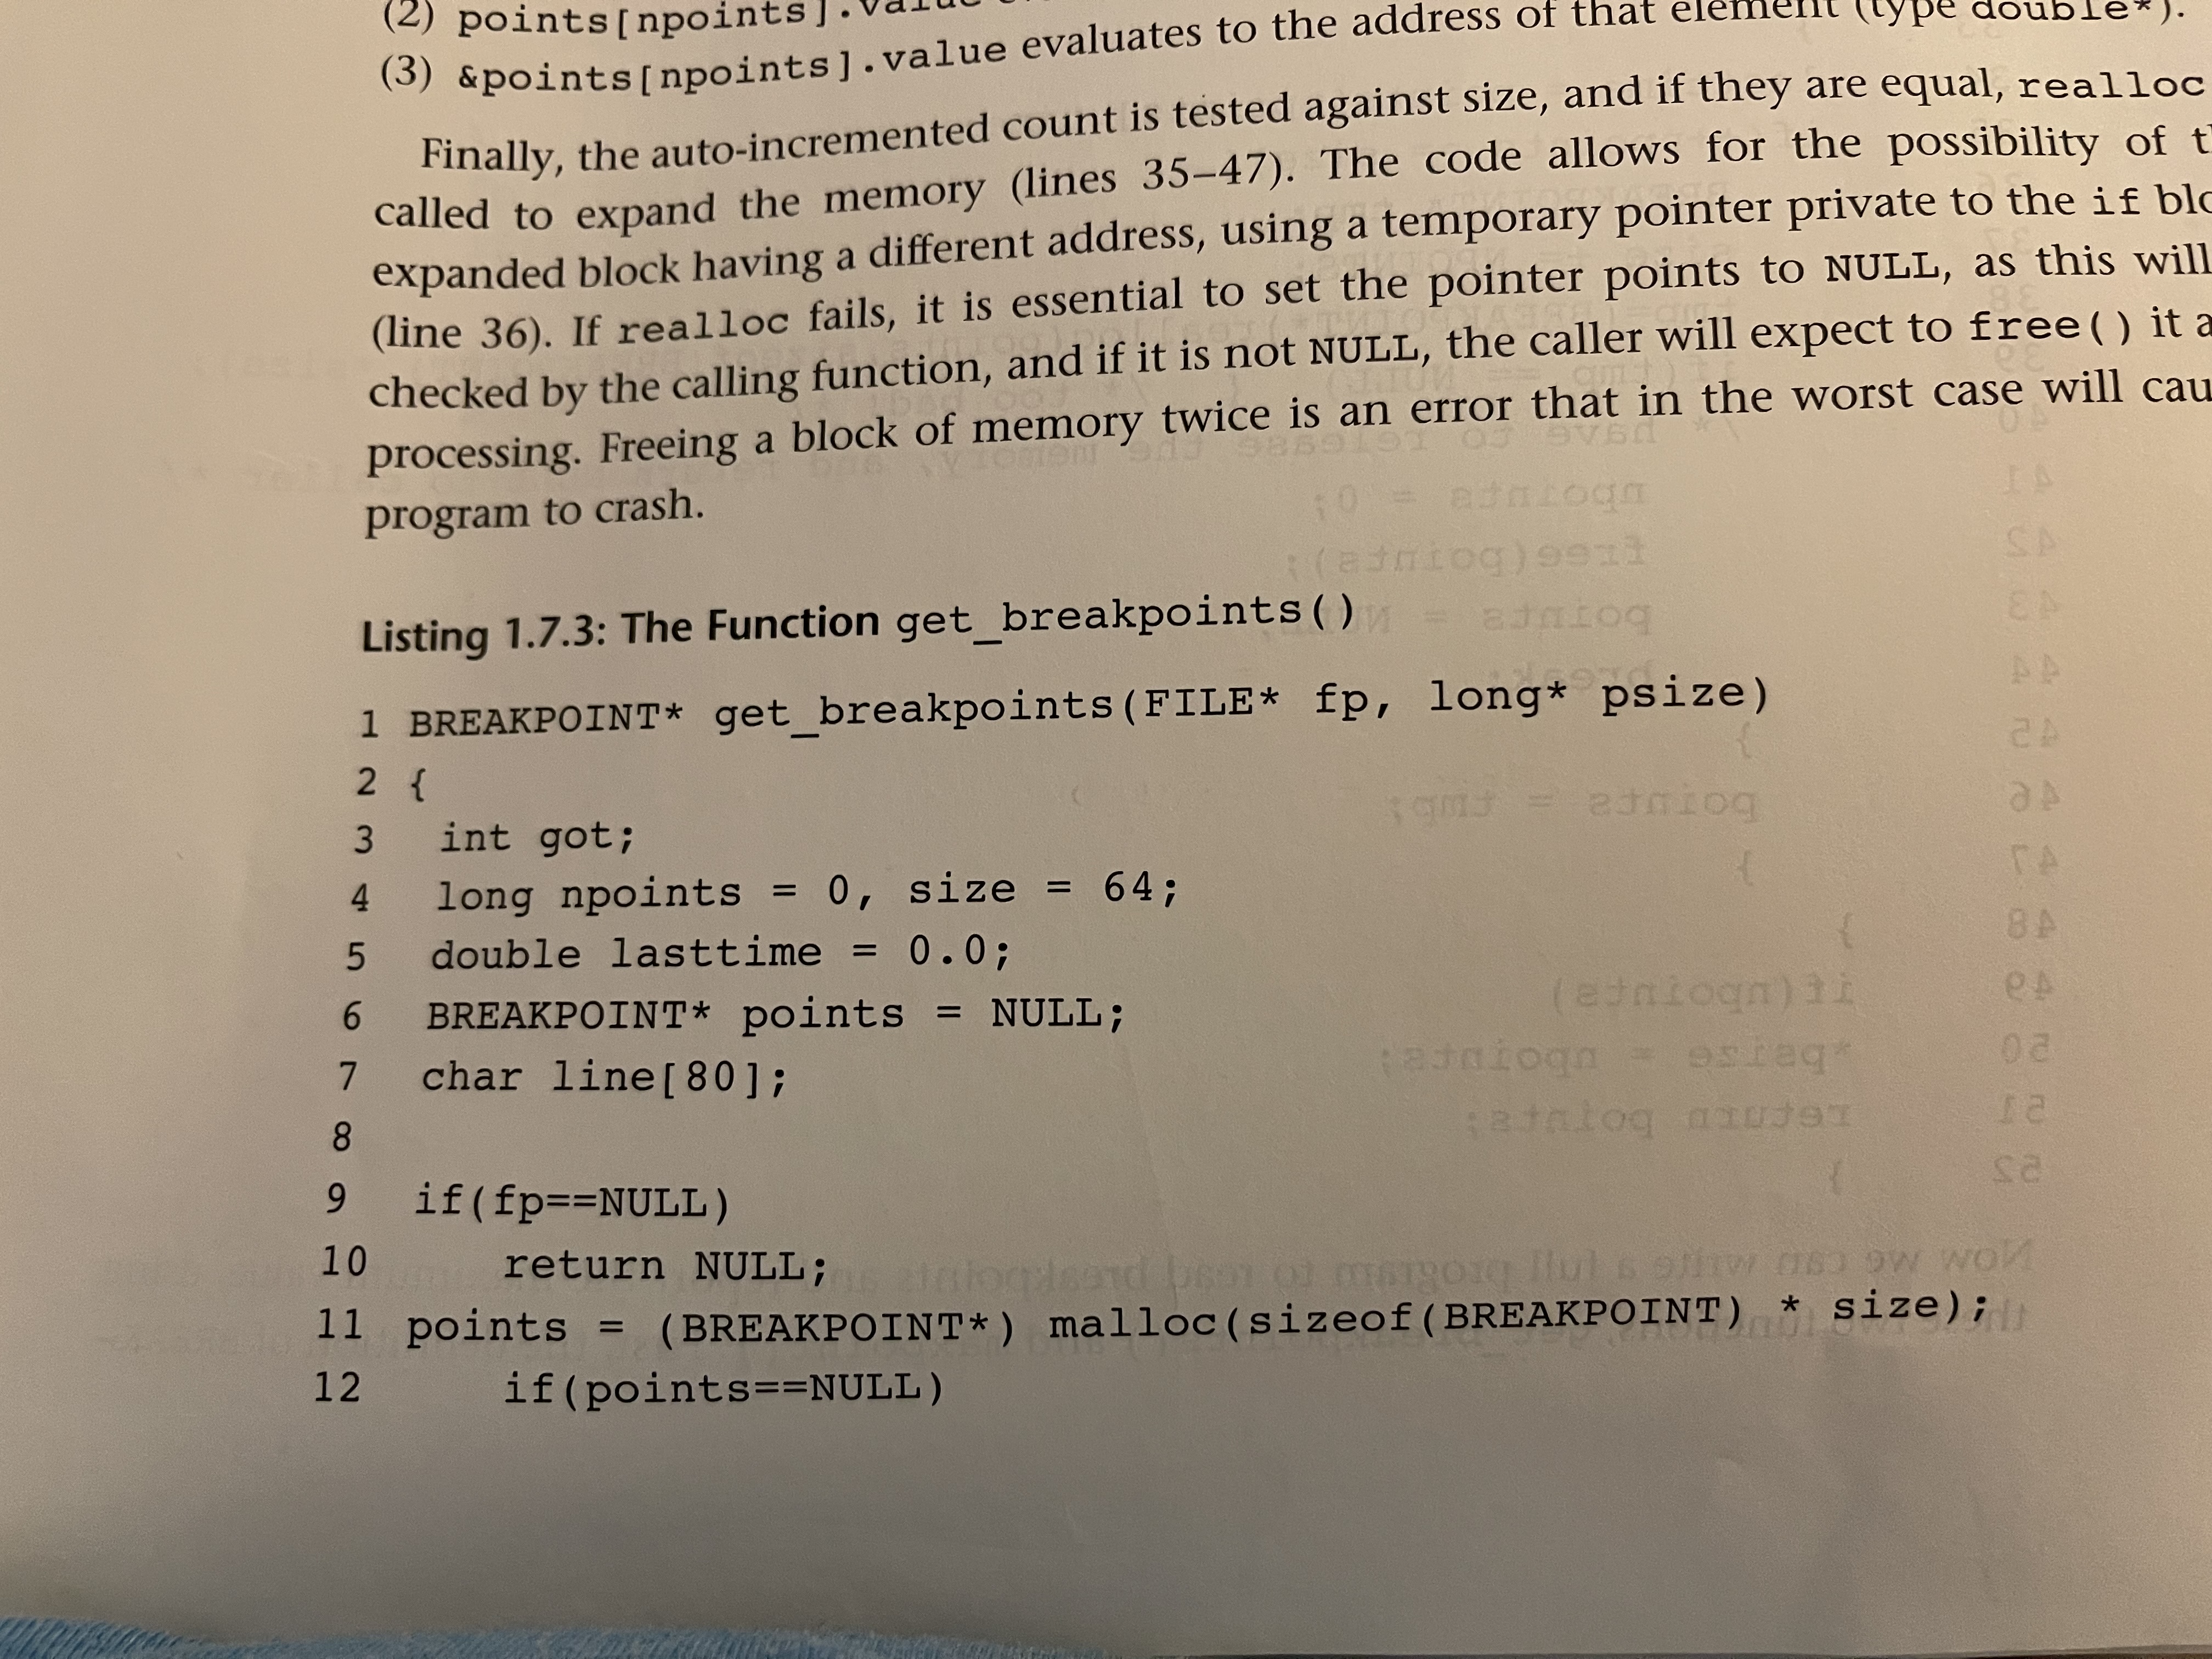 (2) points[npoints].value
(3) &points[npoints].value evaluates to the address of that element (type double*).
Finally, the auto-incremented count is tested against size, and if they are equal, realloc
called to expand the memory (lines 35–47). The code allows for the possibility of
expanded block having a different address, using a temporary pointer private to the if
(line 36). If realloc fails, it is essential to set the pointer points to NULL, as this will
checked by the calling function, and if it is not NULL, the caller will expect to free() it
processing. Freeing a block of memory twice is an error that in the worst case will
program to crash.
Listing 1.7.3: The Function get_breakpoints()
1 BREAKPOINT* get_breakpoints(FILE* fp, long* psize)
2 {
3 int got;
4 long npoints = 0, size = 64;
5 double lasttime = 0.0;
6 BREAKPOINT* points = NULL;
7 char line[80];
8
9 if(fp==NULL)
10 return NULL;
11 points = (BREAKPOINT*) malloc(sizeof(BREAKPOINT) * size);
12 if(points==NULL)